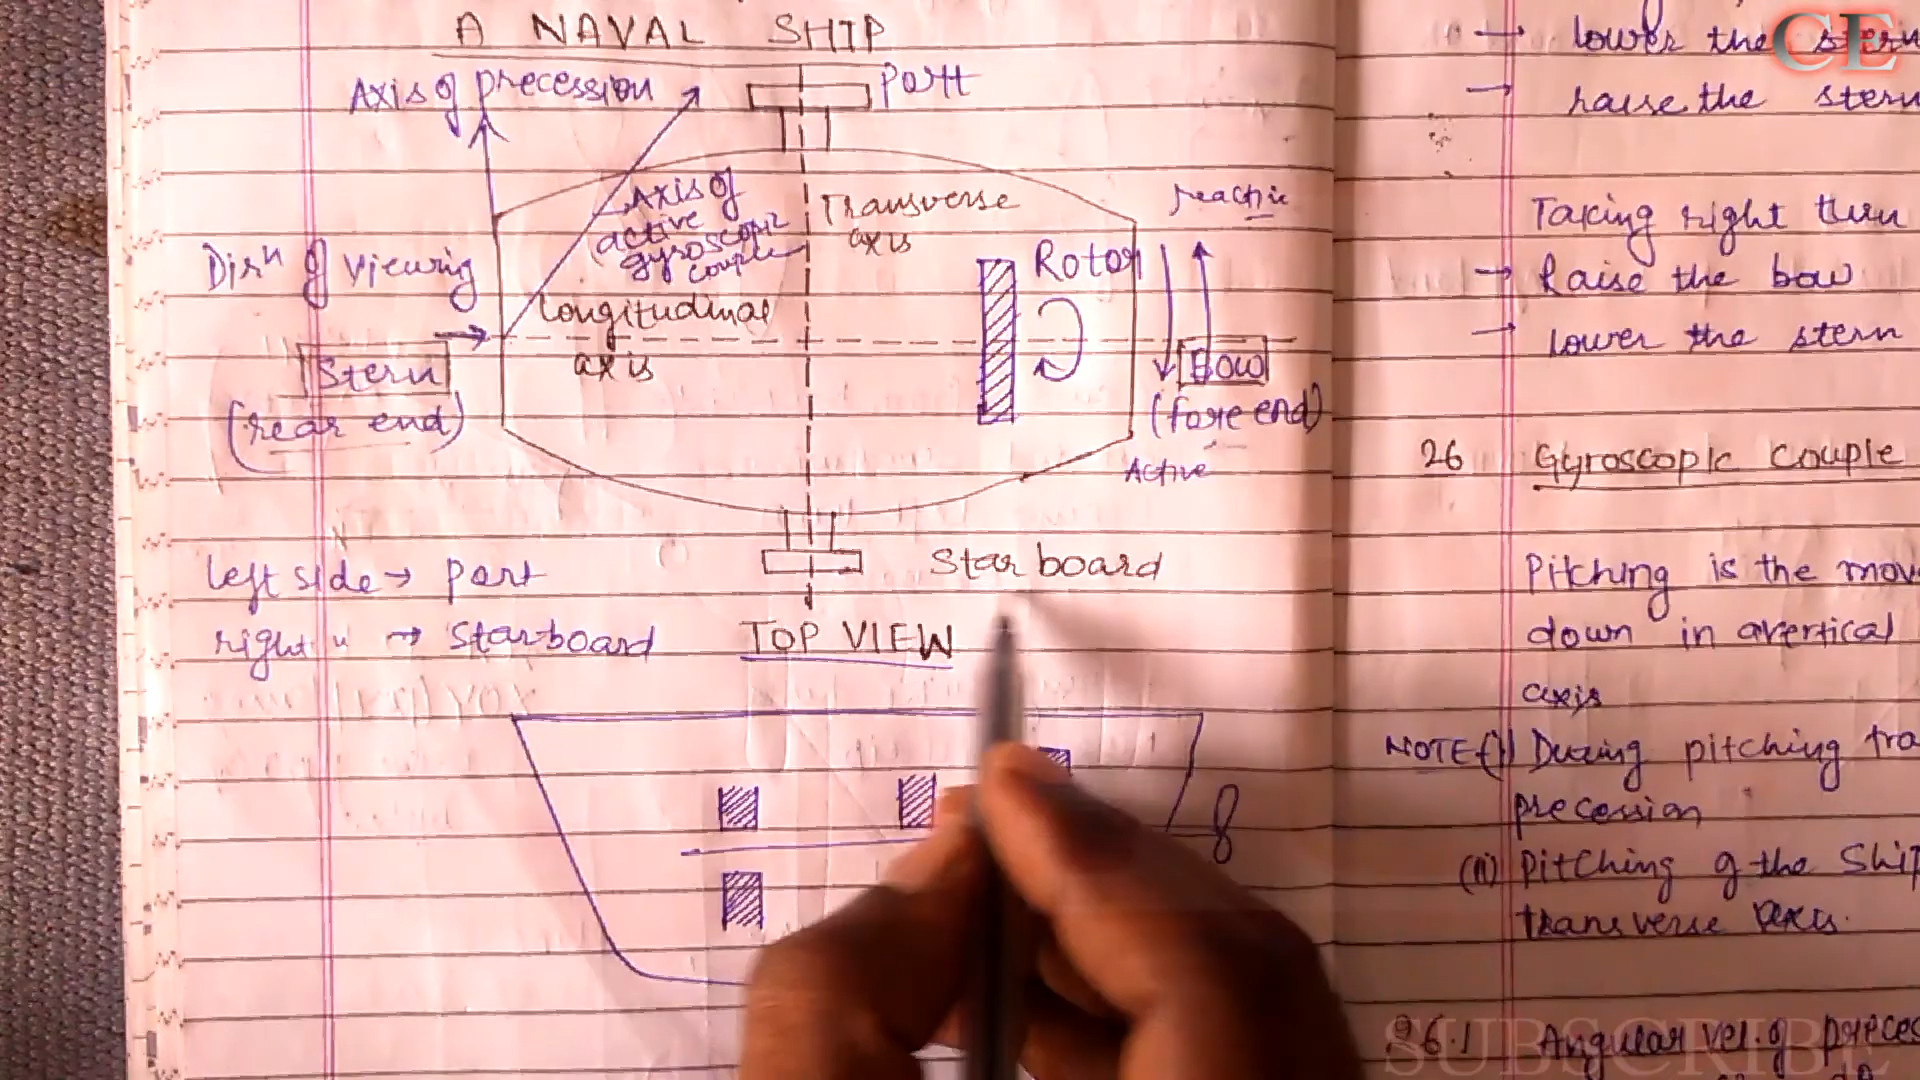 A NAVAL SHIP
Axis of precession
Port
Axis of
active
gyroscopic
couple
Transverse
axis
reactive
Dirn of viewing
Rotor
Longitudinal
axis
Stern
(rear end)
Bow
(fore end)
Active
Star board
left side → port
right " → starboard
TOP VIEW
→ lower the stern
→ raise the stern
Taking right turn
→ Raise the bow
→ lower the stern
26 Gyroscopic couple
Pitching is the mov
down in a vertical
axis
NOTE (i) During pitching tra
precession
(ii) Pitching of the ship
transverse axis.
26.1 Angular vel. of preces
CE
SUBSCRIBE